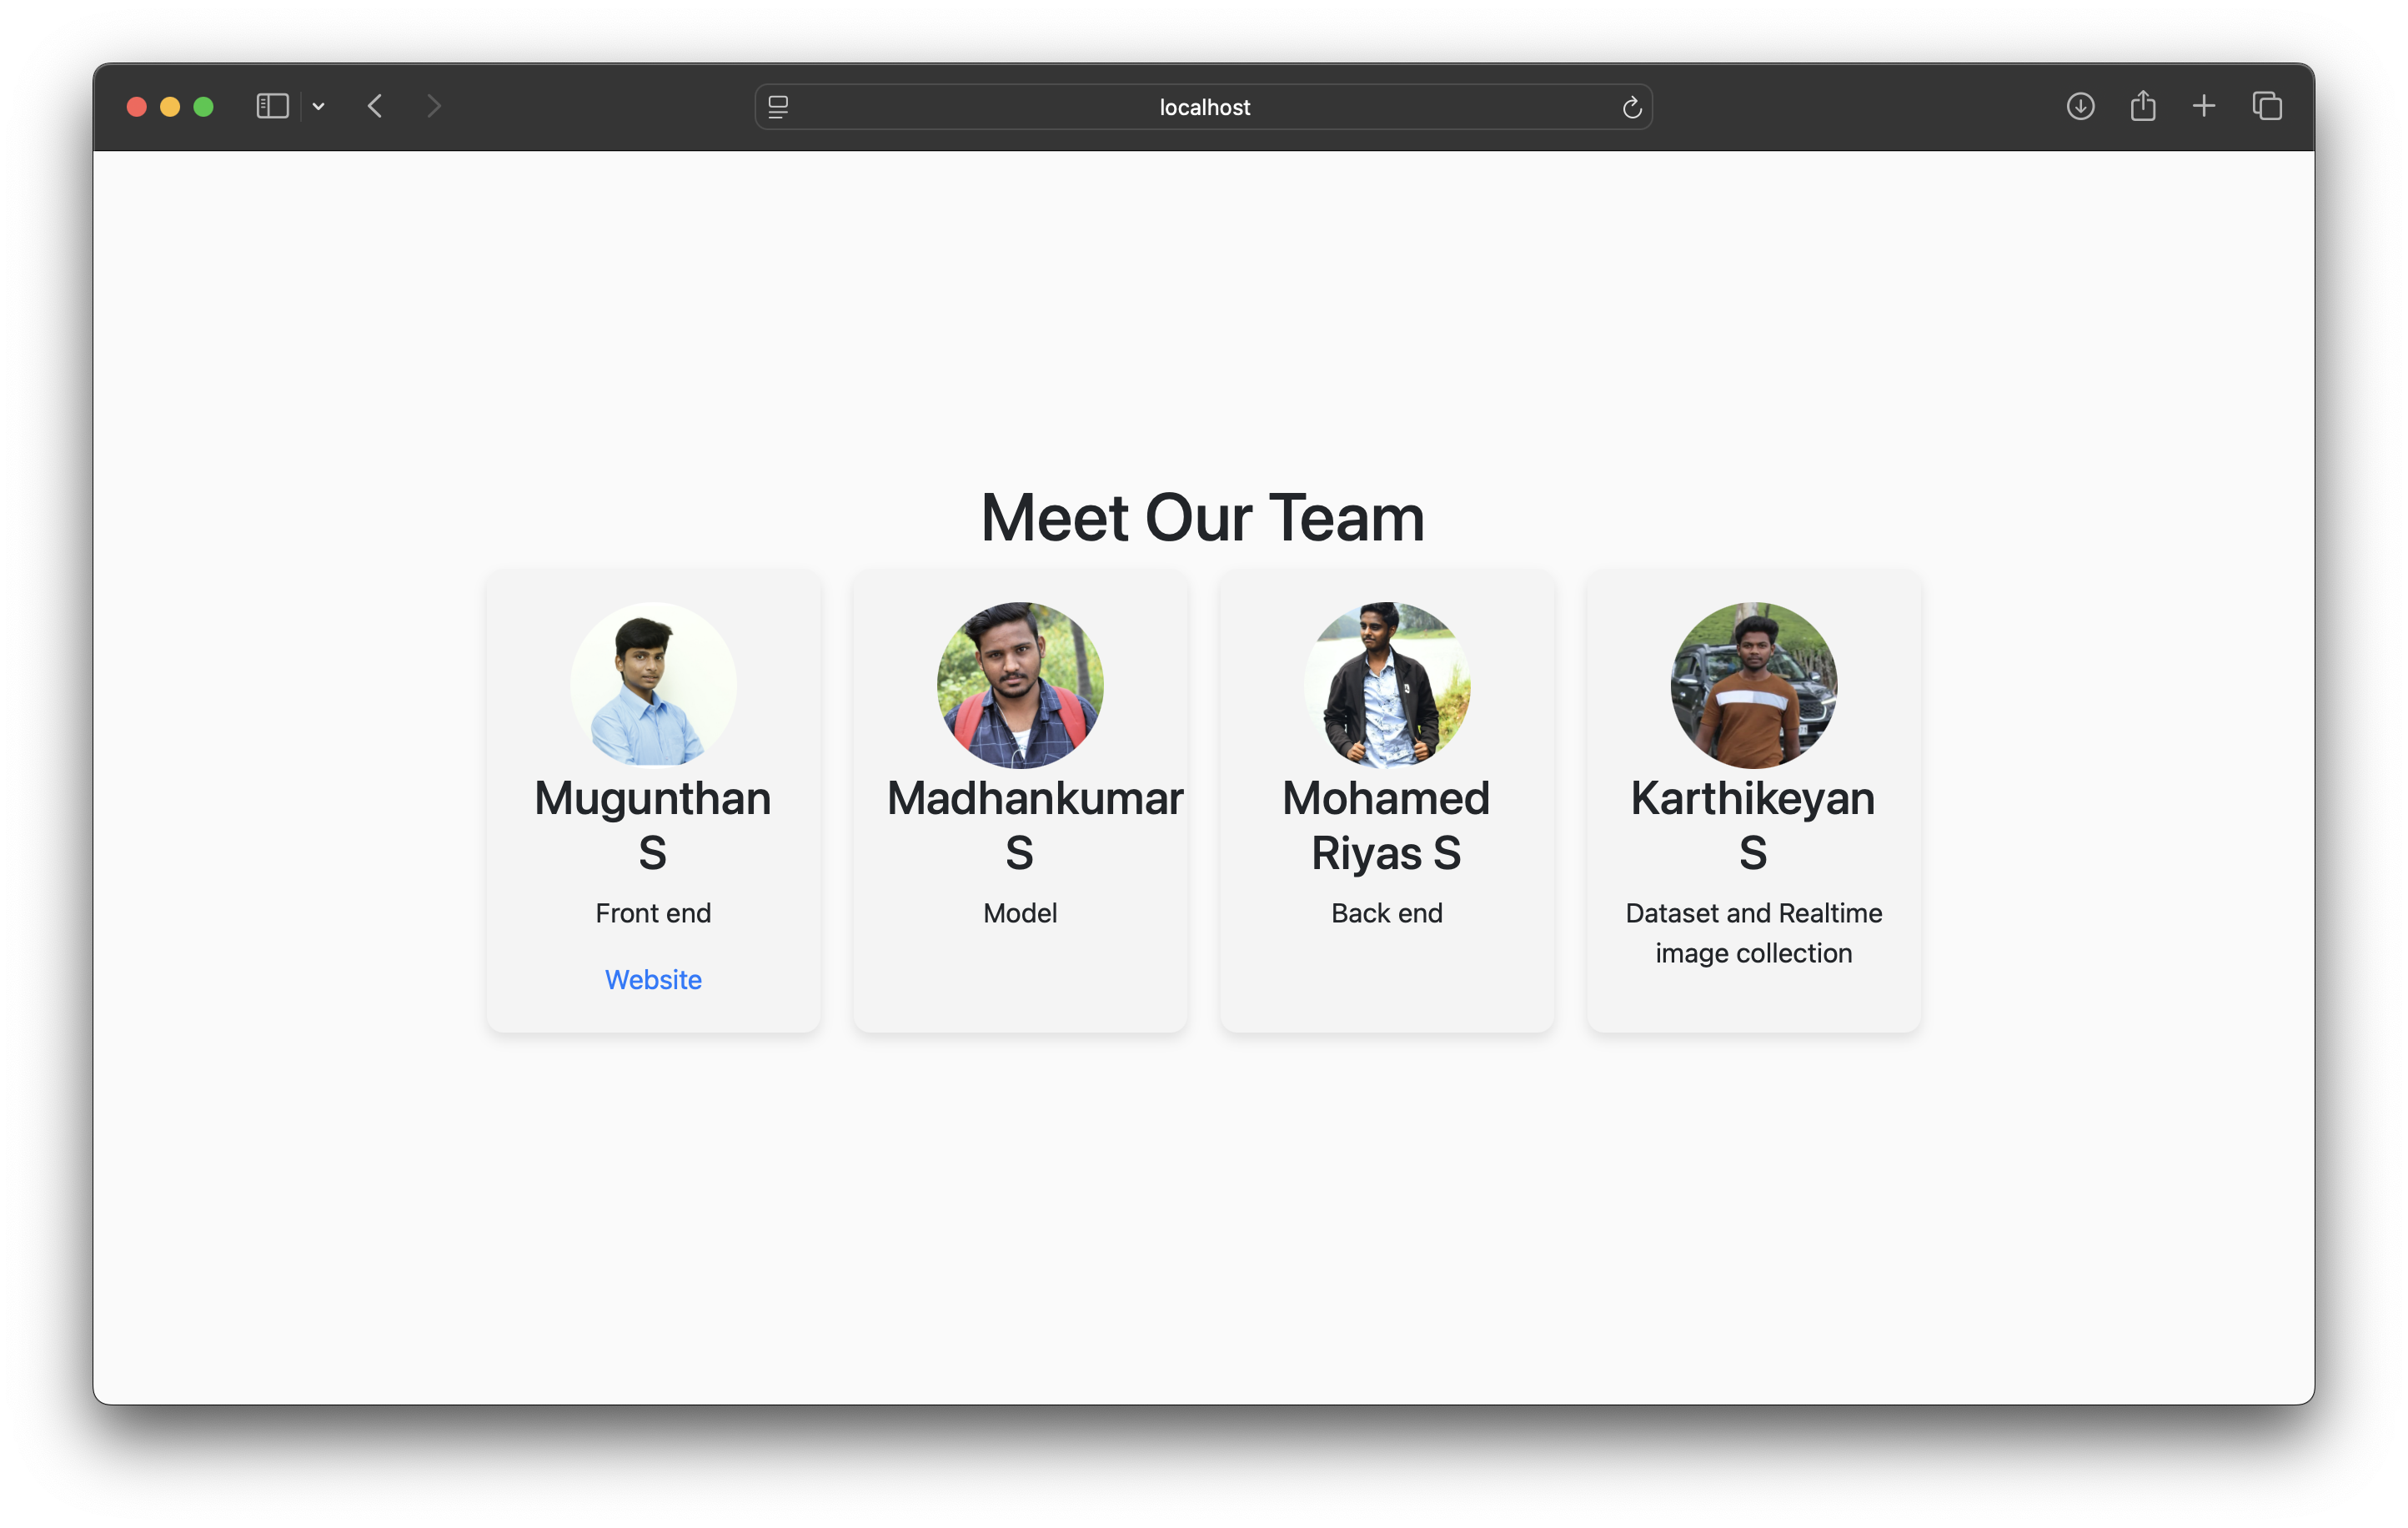 localhost
Meet Our Team
Mugunthan
S
Front end
Website
Madhankumar
S
Model
Mohamed
Riyas S
Back end
Karthikeyan
S
Dataset and Realtime
image collection